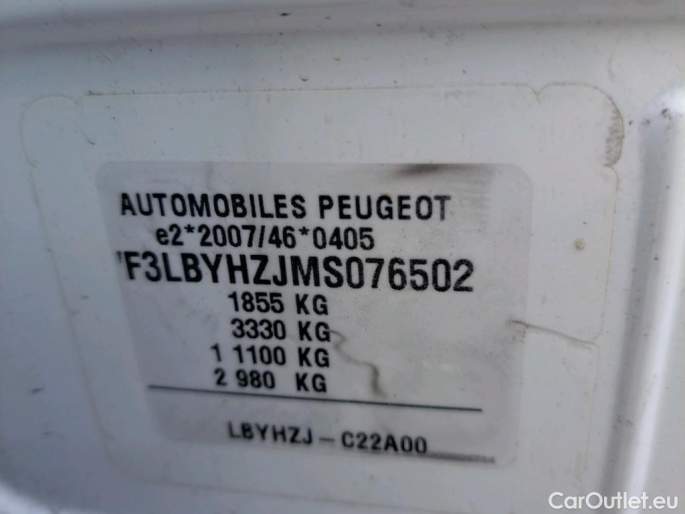 AUTOMOBILES PEUGEOT
e2*2007/46*0405
VF3LBYHZJMS076502
1855 KG
3330 KG
1 1100 KG
2 980 KG
LBYHZJ - C22A00
CarOutlet.eu